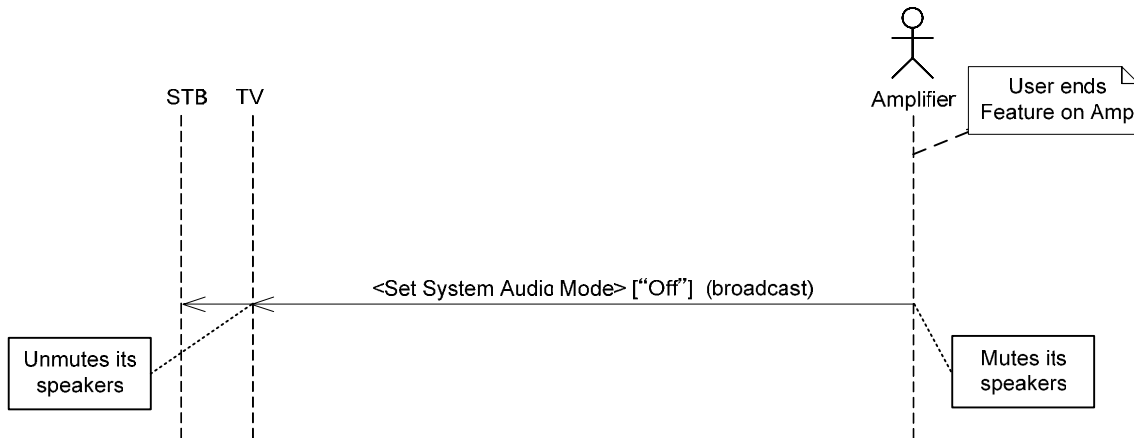 STB TV
Amplifier
User ends
Feature on Amp
<Set System Audio Mode> [“Off”] (broadcast)
Unmutes its
speakers
Mutes its
speakers